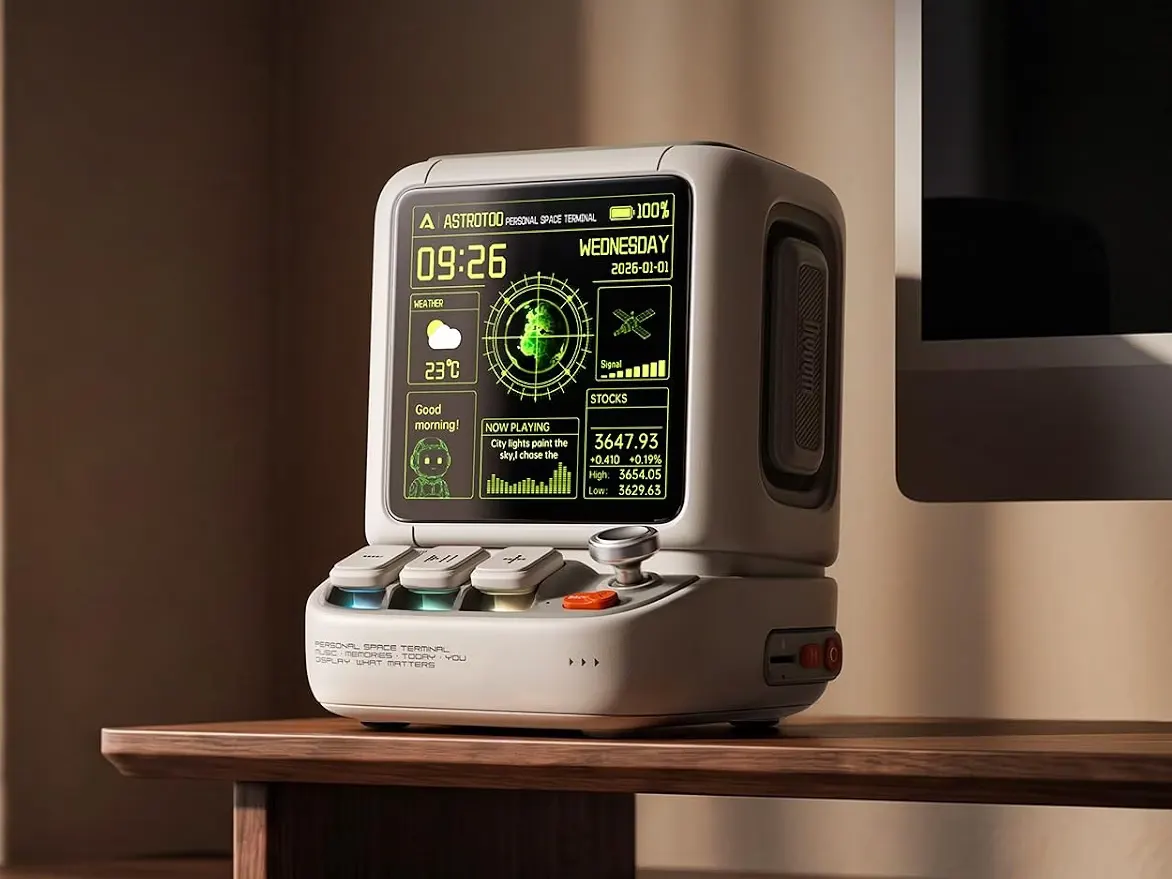 ASTROTOO PERSONAL SPACE TERMINAL
100%
09:26
WEDNESDAY
2026-01-01
WEATHER
23°C
Signal
Good
morning!
NOW PLAYING
City lights paint the
sky,I chose the
STOCKS
3647.93
+0.410 +0.19%
High: 3654.05
Low: 3629.63
Divoom
PERSONAL SPACE TERMINAL
MUSIC · MEMORIES · TODAY · YOU
DISPLAY WHAT MATTERS